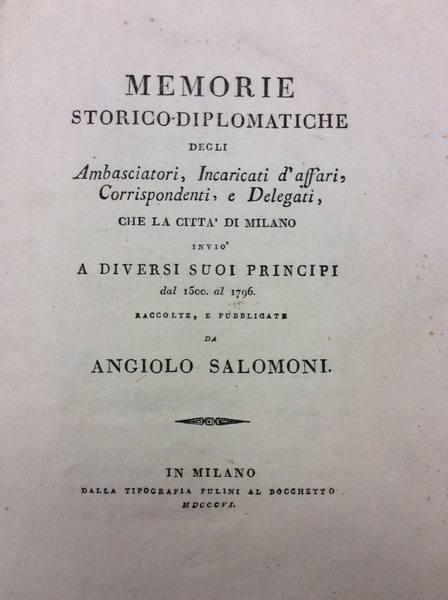 MEMORIE
STORICO-DIPLOMATICHE
DEGLI
Ambasciatori, Incaricati d'affari,
Corrispondenti, e Delegati,
CHE LA CITTA' DI MILANO
INVIO'
A DIVERSI SUOI PRINCIPI
dal 1500. al 1796.
RACCOLTE, E PUBBLICATE
DA
ANGIOLO SALOMONI.
IN MILANO
DALLA TIPOGRAFIA PULINI AL BOCCHETTO
MDCCCVI.